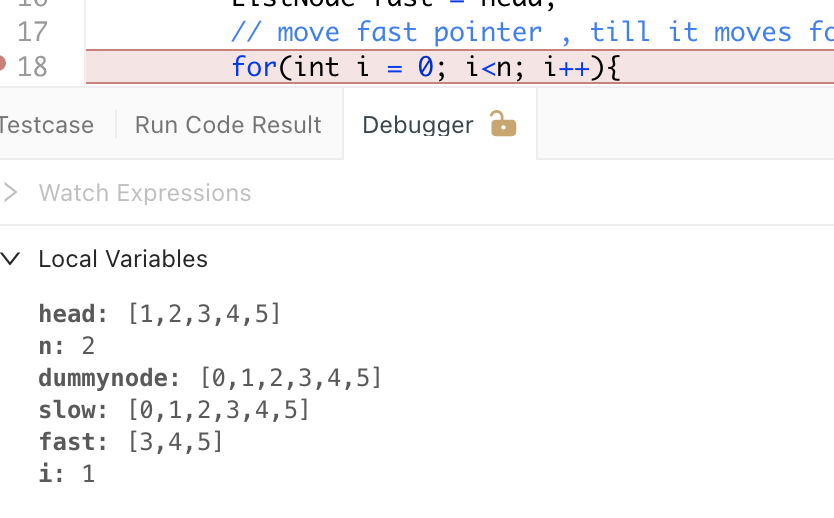 16 ListNode fast = head;
17 // move fast pointer , till it moves fo
18 for(int i = 0; i<n; i++){
Testcase Run Code Result Debugger
Watch Expressions
Local Variables
head: [1,2,3,4,5]
n: 2
dummynode: [0,1,2,3,4,5]
slow: [0,1,2,3,4,5]
fast: [3,4,5]
i: 1